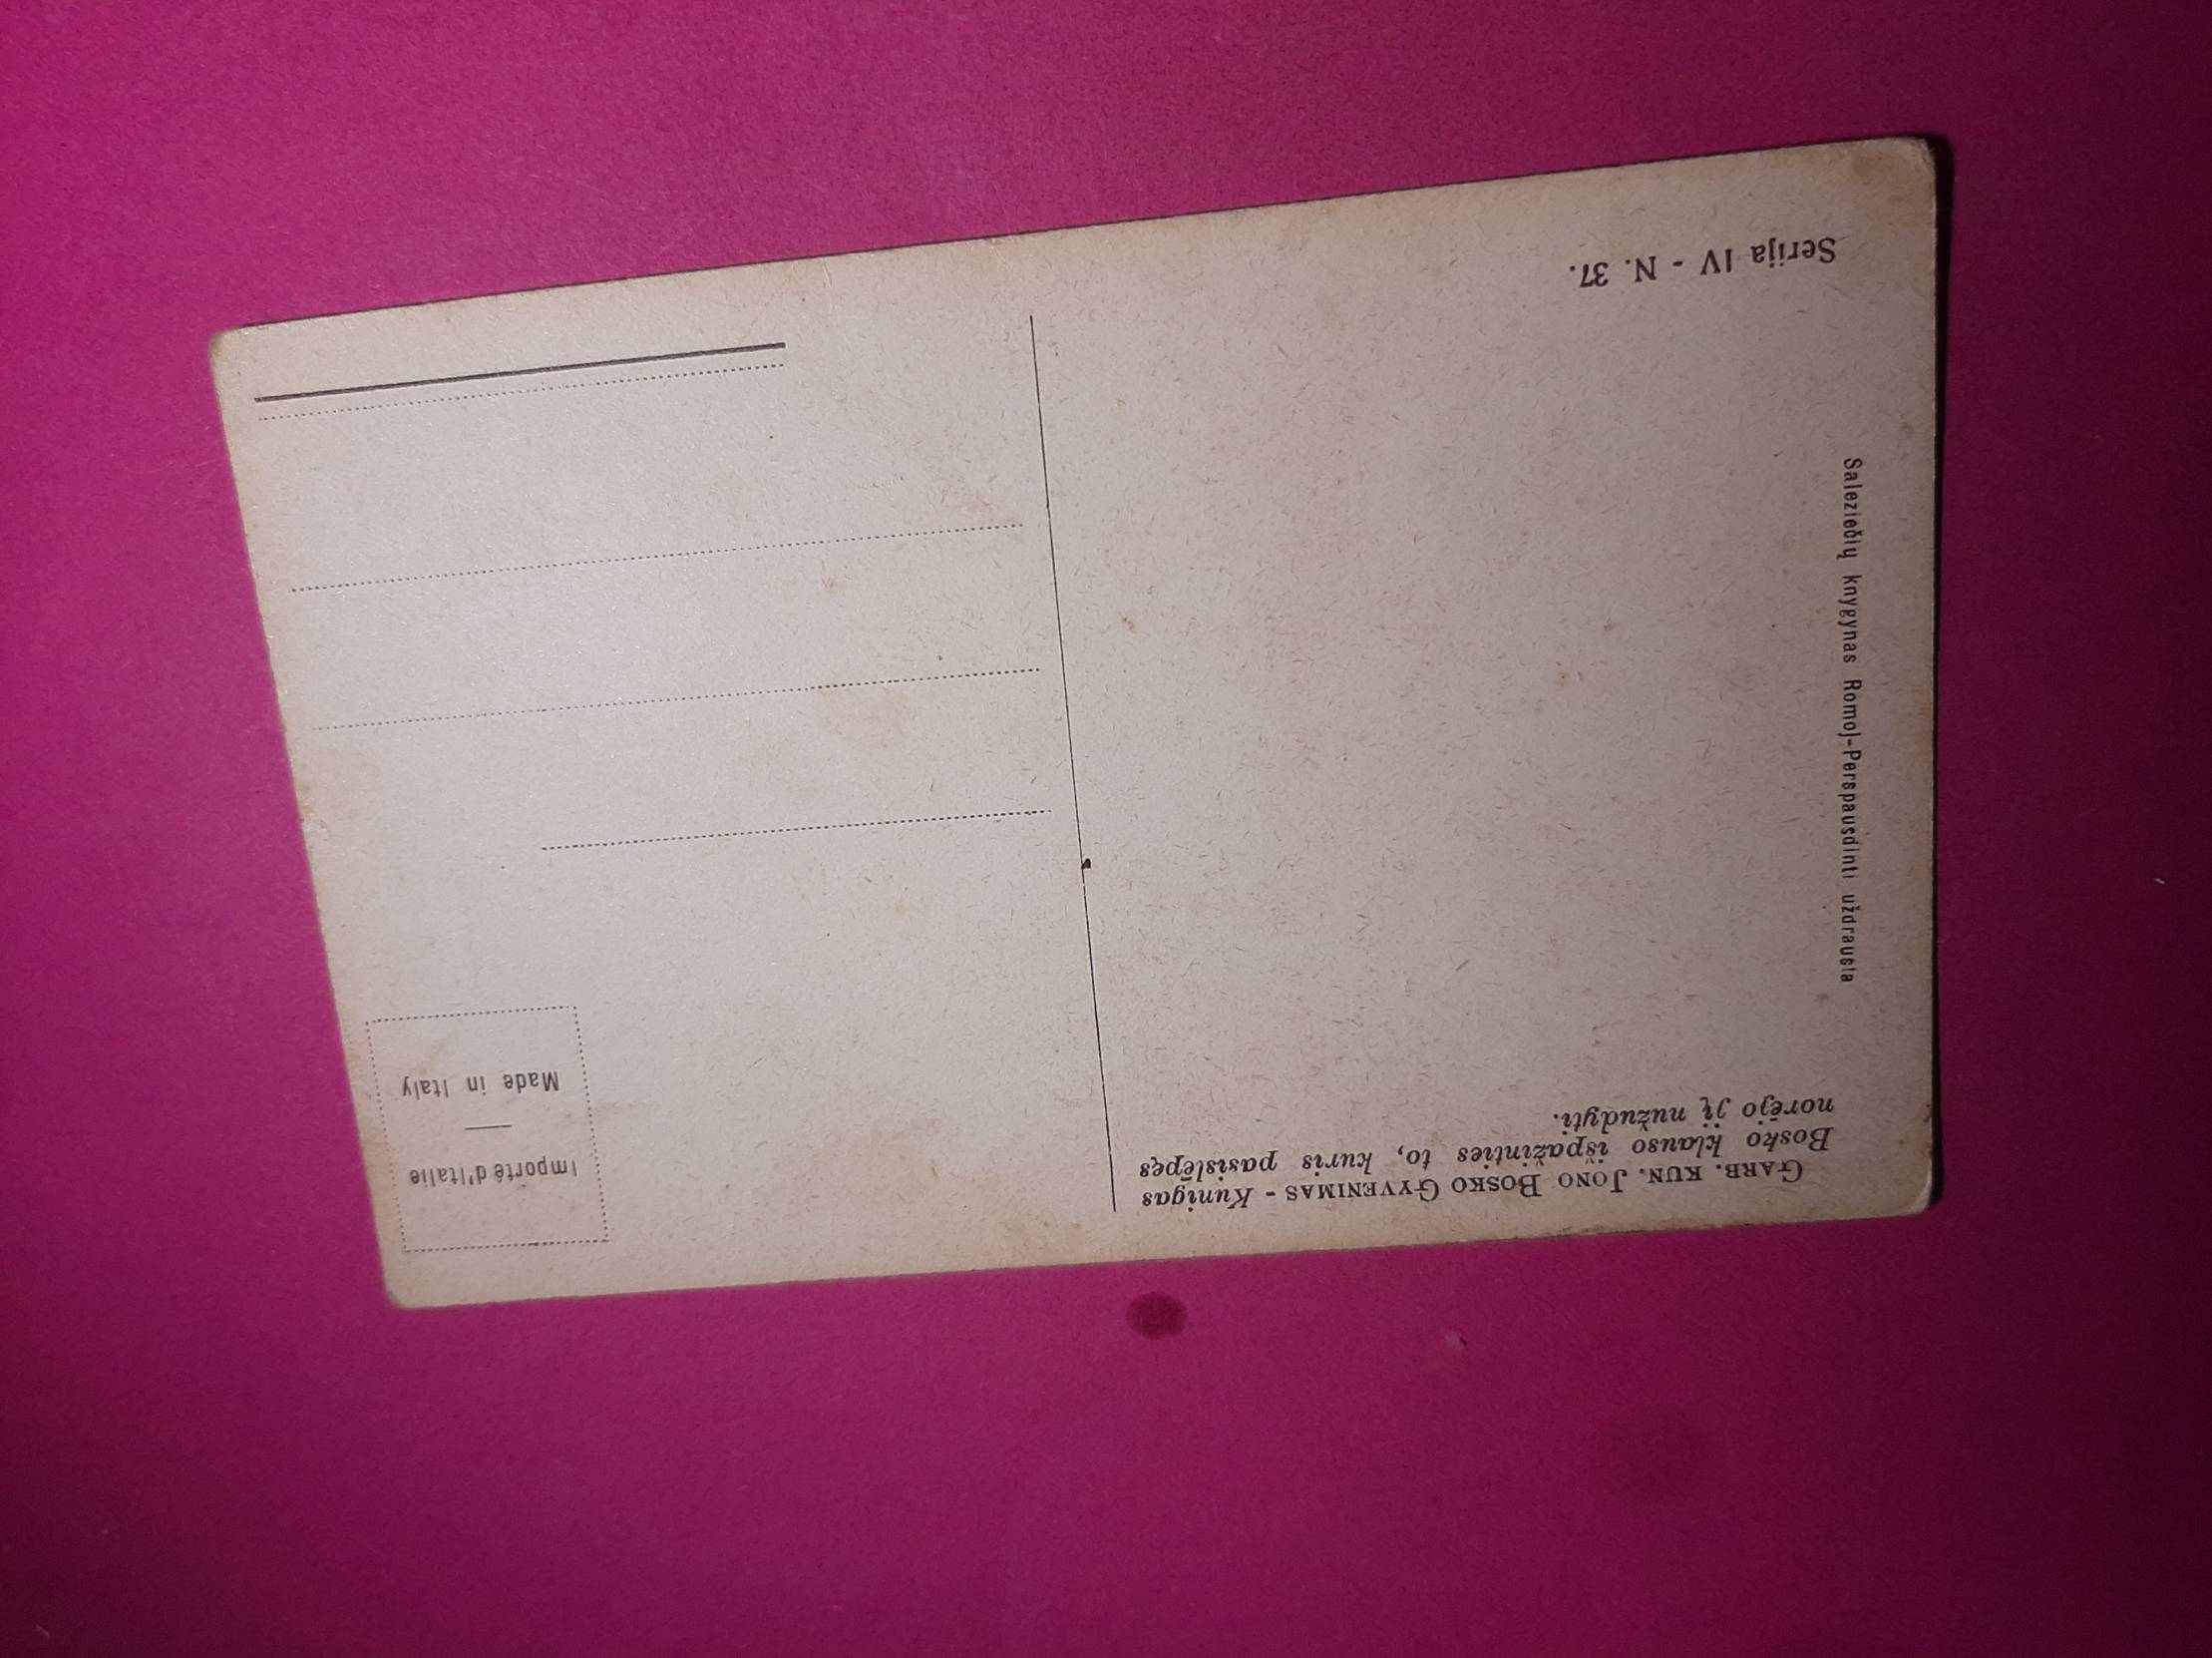 GARB. KUN. JONO BOSKO GYVENIMAS - Kunigas
Bosko klauso išpažinties to, kuris pasislėpęs
norėjo jį nužudyti.
Saleziečių knygynas Romoj-Perspausdinti uždrausta
Serija IV - N. 37.
Importé d'Italie
Made in Italy